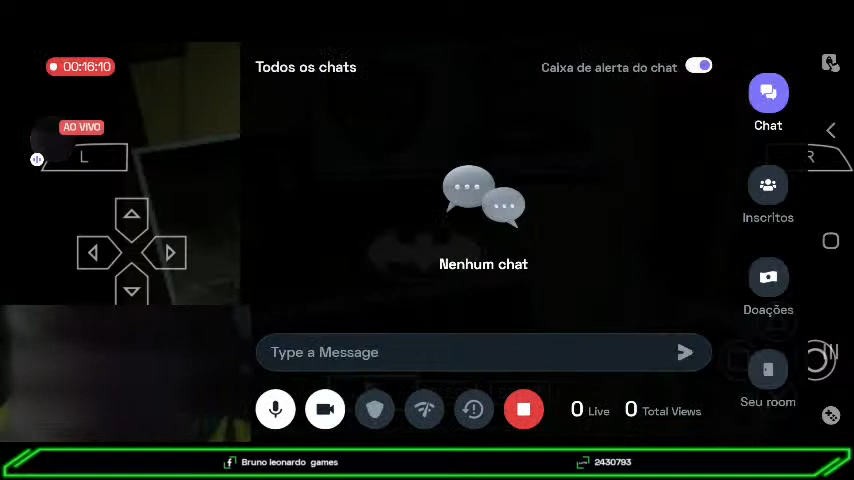 00:16:10
Todos os chats
Caixa de alerta do chat
AO VIVO
Chat
L
R
Inscritos
Nenhum chat
Doações
Type a Message
Seu room
0 Live
0 Total Views
Bruno leonardo games
2430793